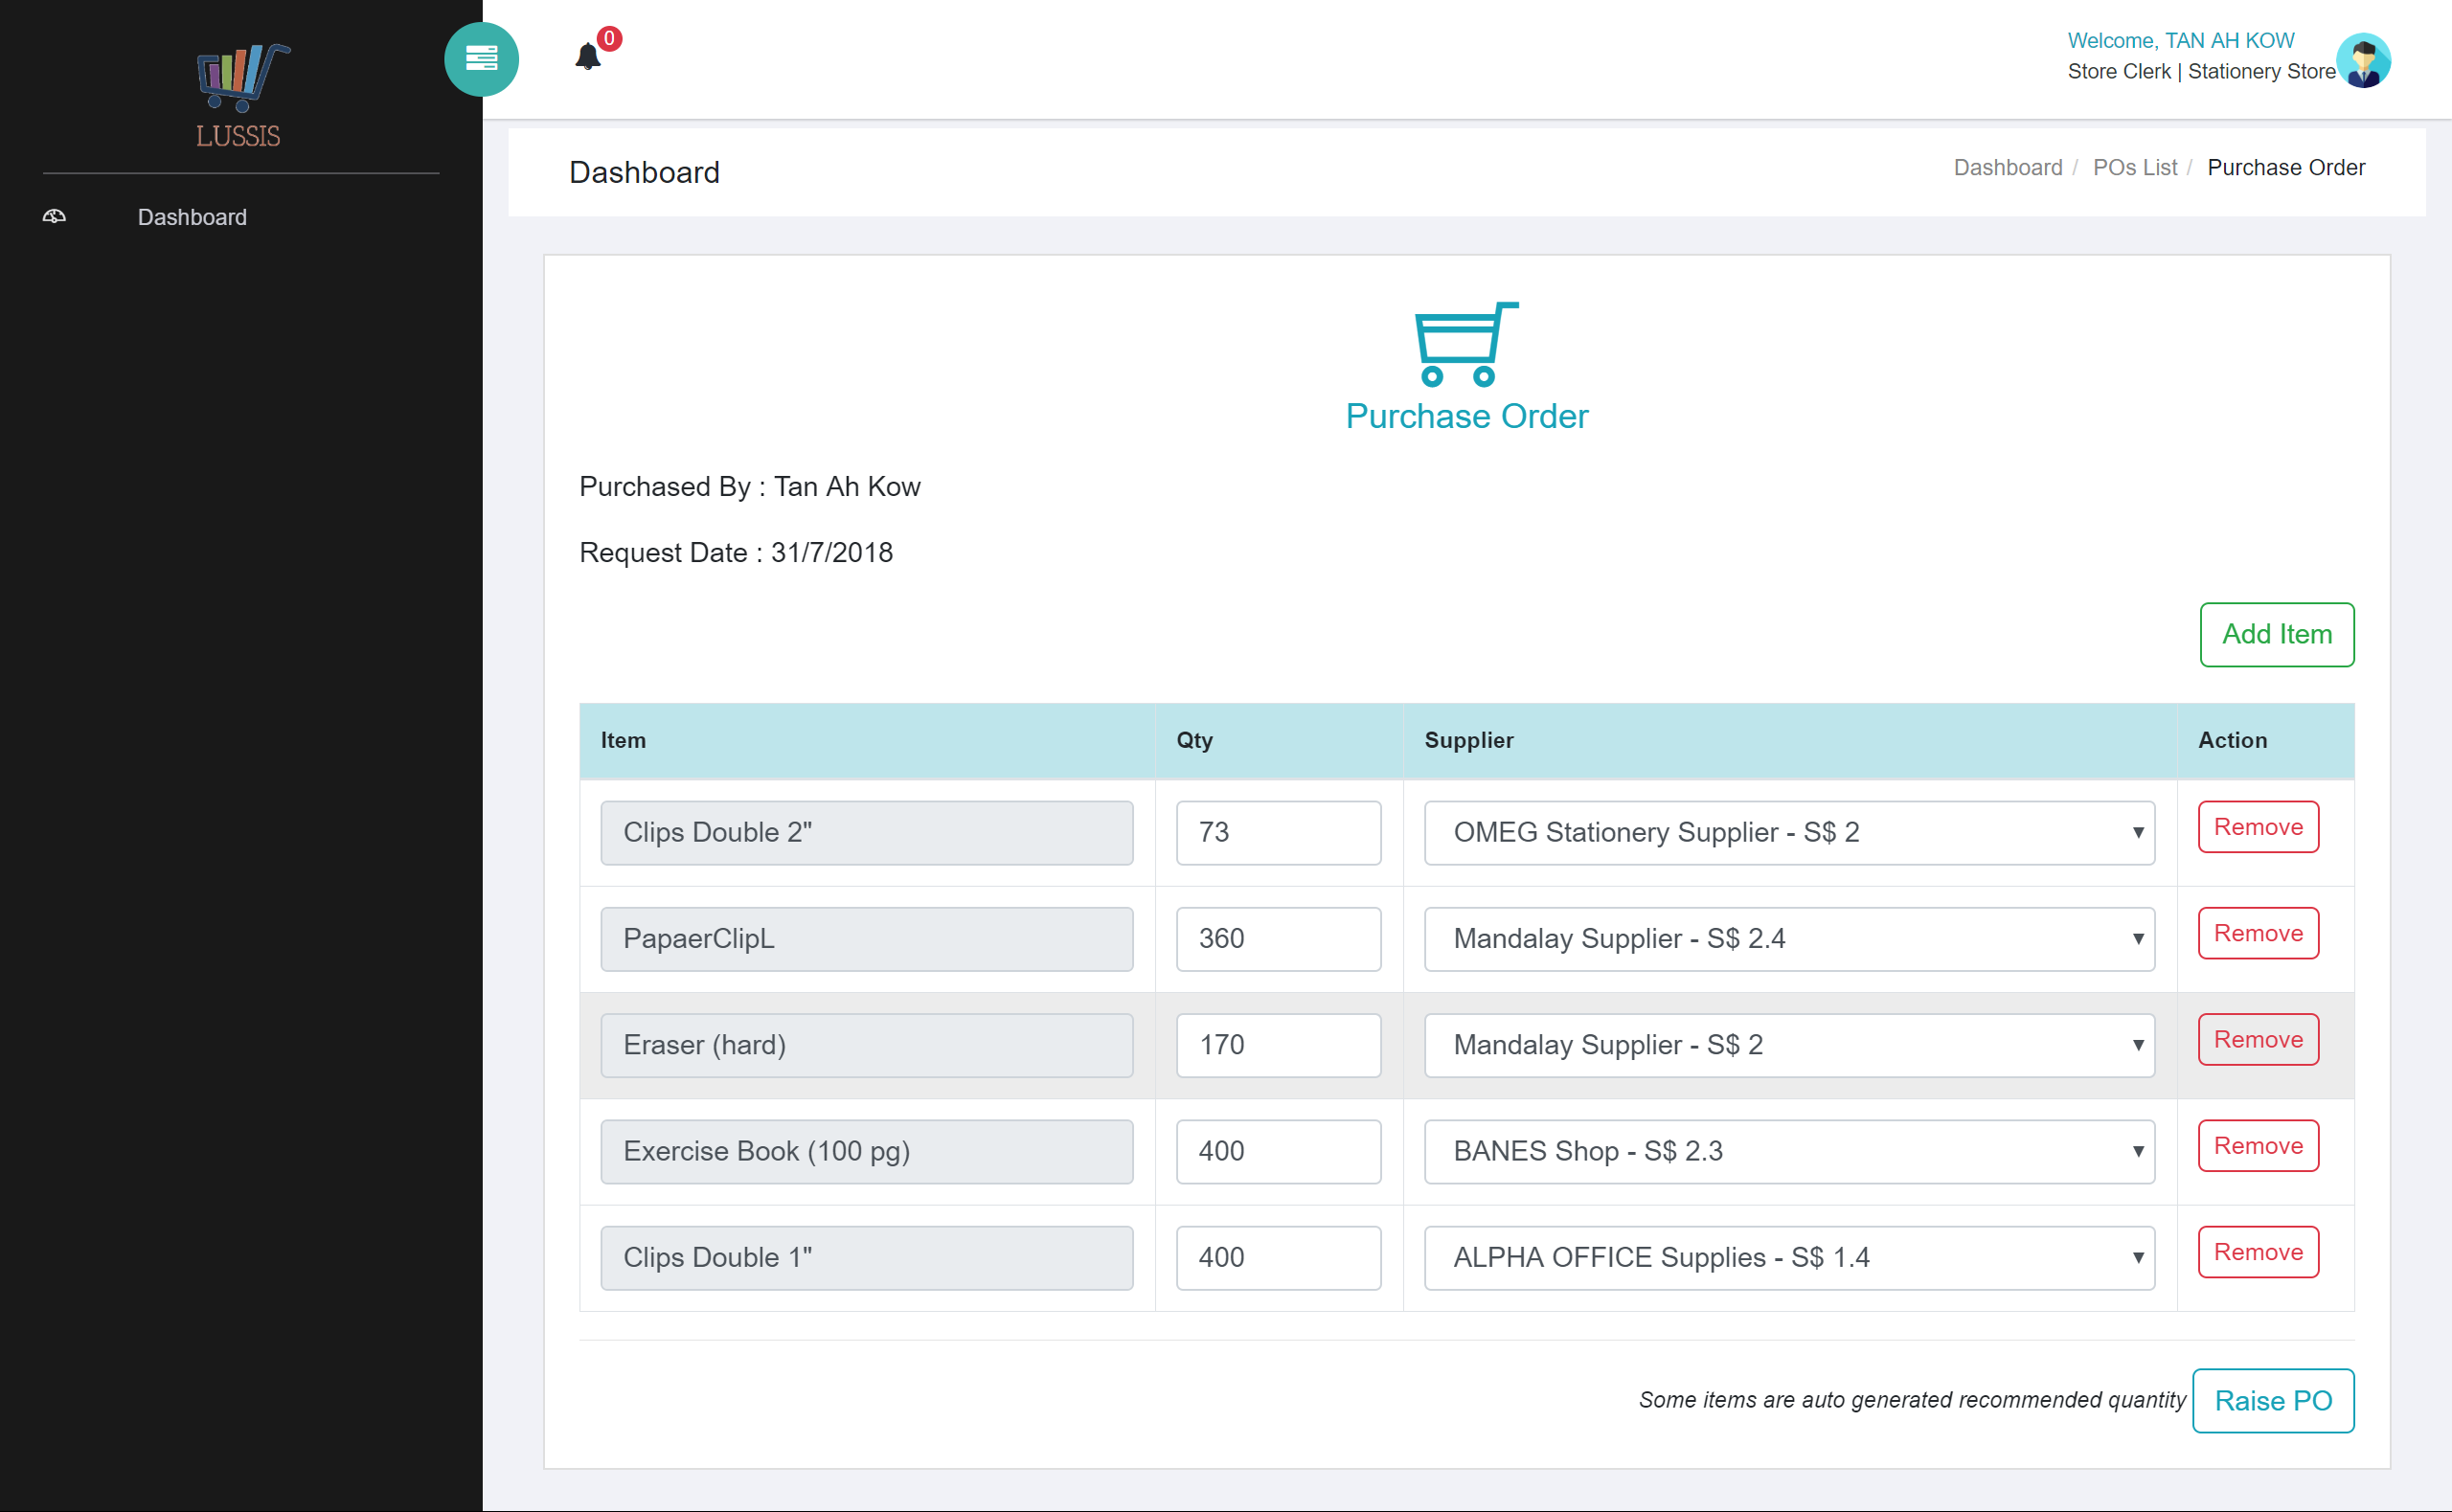 LUSSIS
Dashboard
0
Welcome, TAN AH KOW
Store Clerk | Stationery Store
Dashboard
Dashboard / POs List / Purchase Order
Purchase Order
Purchased By : Tan Ah Kow
Request Date : 31/7/2018
Add Item
Item Qty Supplier Action
Clips Double 2" 73 OMEG Stationery Supplier - S$ 2 Remove
PapaerClipL 360 Mandalay Supplier - S$ 2.4 Remove
Eraser (hard) 170 Mandalay Supplier - S$ 2 Remove
Exercise Book (100 pg) 400 BANES Shop - S$ 2.3 Remove
Clips Double 1" 400 ALPHA OFFICE Supplies - S$ 1.4 Remove
Some items are auto generated recommended quantity Raise PO